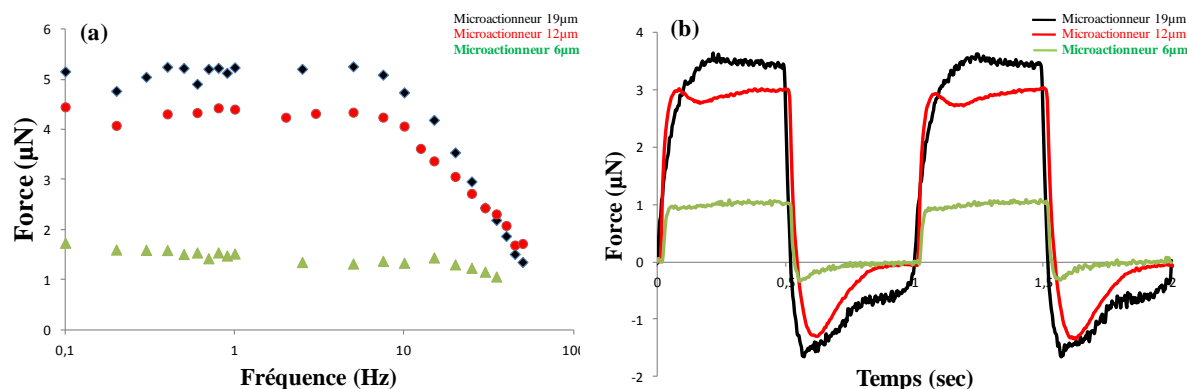 (a)
Microactionneur 19µm
Microactionneur 12µm
Microactionneur 6µm
Force (µN)
6
5
4
3
2
1
0
0,1
1
10
100
Fréquence (Hz)
(b)
Microactionneur 19µm
Microactionneur 12µm
Microactionneur 6µm
Force (µN)
4
3
2
1
0
-1
-2
0
0,5
1
1,5
2
Temps (sec)